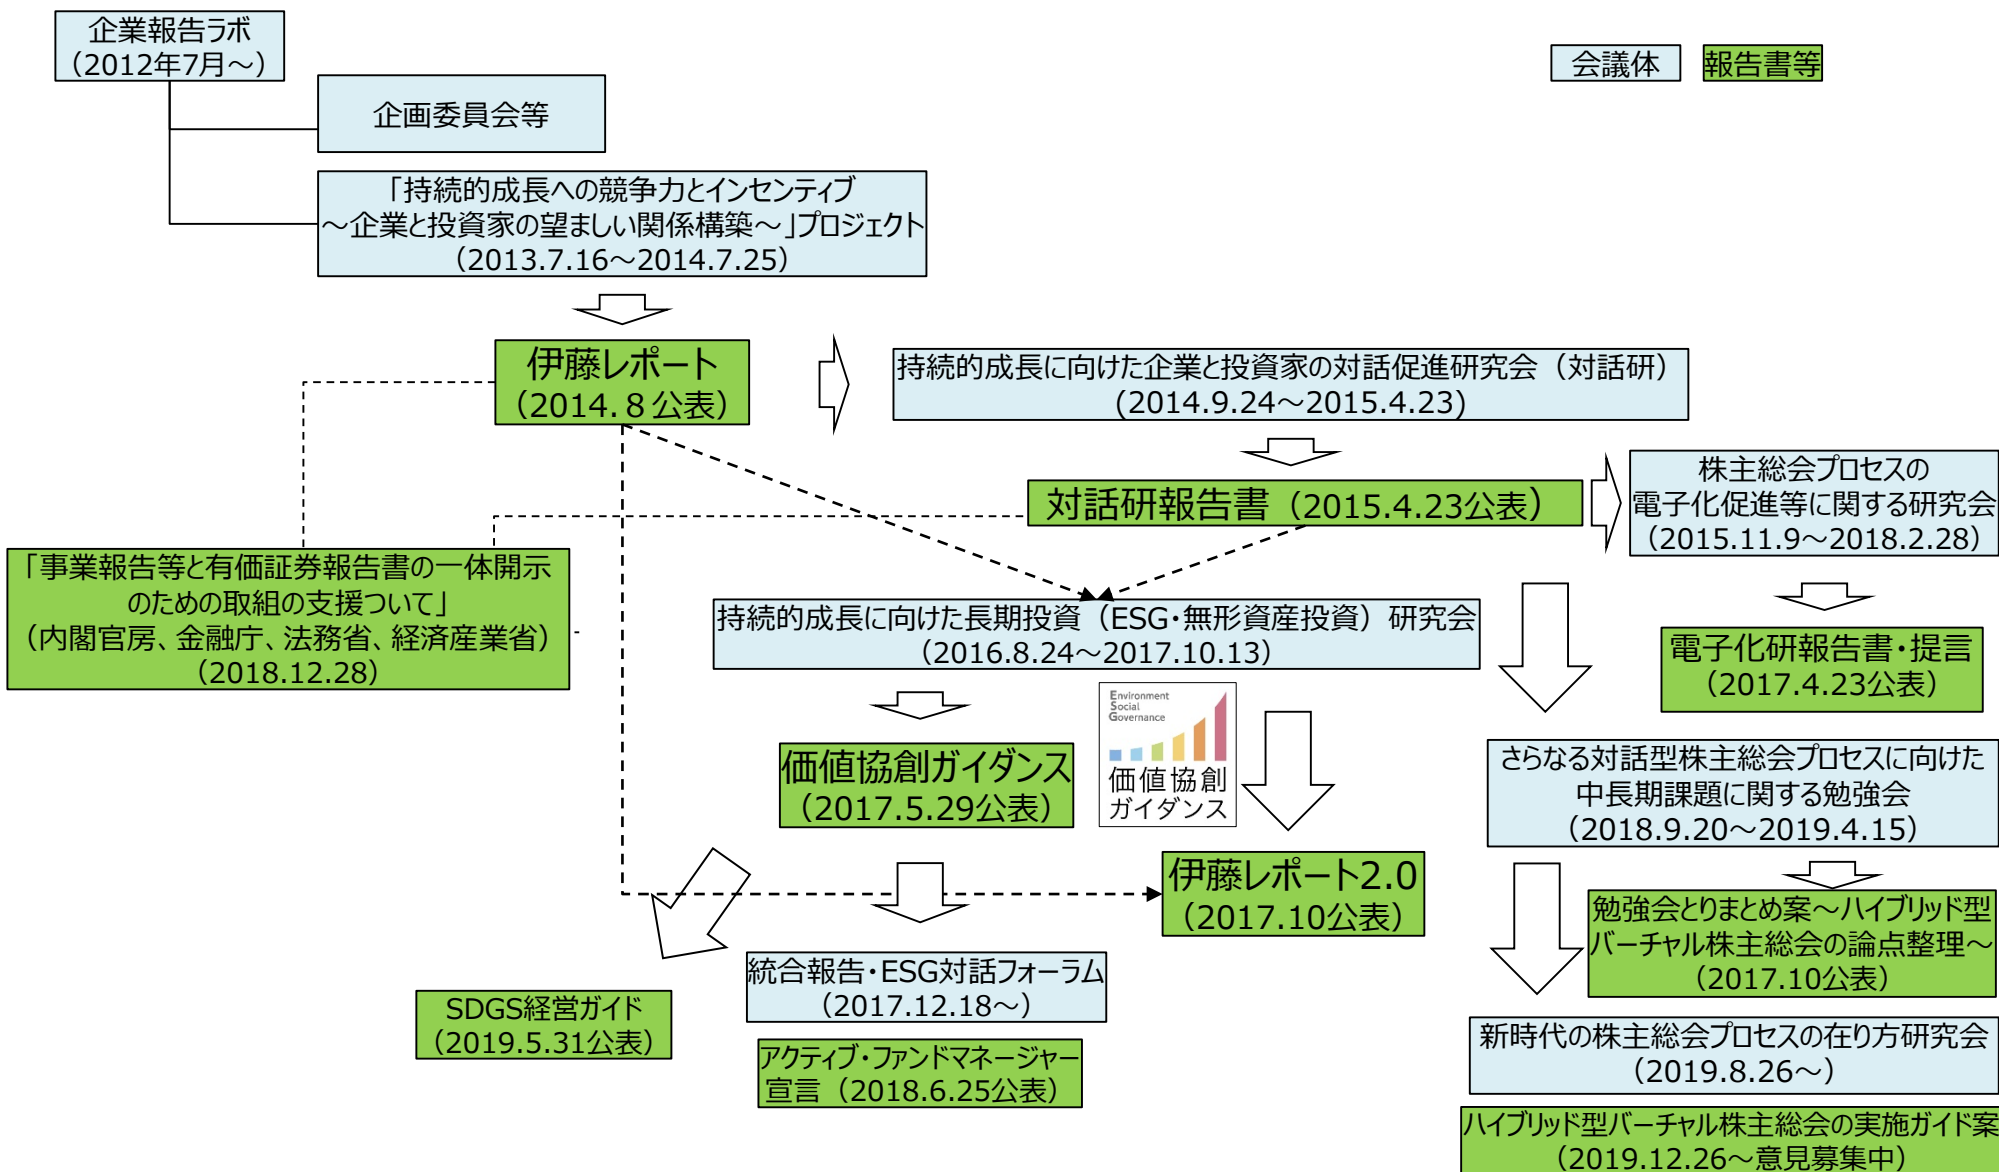 企業報告ラボ
（2012年7月～）
会議体
報告書等
企画委員会等
「持続的成長への競争力とインセンティブ
～企業と投資家の望ましい関係構築～」プロジェクト
（2013.7.16～2014.7.25）
伊藤レポート
（2014.８公表）
持続的成長に向けた企業と投資家の対話促進研究会（対話研）
（2014.9.24～2015.4.23）
対話研報告書（2015.4.23公表）
株主総会プロセスの
電子化促進等に関する研究会
（2015.11.9～2018.2.28）
「事業報告等と有価証券報告書の一体開示
のための取組の支援ついて」
（内閣官房、金融庁、法務省、経済産業省）
（2018.12.28）
持続的成長に向けた長期投資（ESG・無形資産投資）研究会
（2016.8.24～2017.10.13）
電子化研報告書・提言
（2017.4.23公表）
Environment
Social
Governance
価値協創
ガイダンス
価値協創ガイダンス
（2017.5.29公表）
さらなる対話型株主総会プロセスに向けた
中長期課題に関する勉強会
（2018.9.20～2019.4.15）
伊藤レポート2.0
（2017.10公表）
勉強会とりまとめ案～ハイブリッド型
バーチャル株主総会の論点整理～
（2017.10公表）
統合報告・ESG対話フォーラム
（2017.12.18～）
SDGS経営ガイド
（2019.5.31公表）
アクティブ・ファンドマネージャー
宣言（2018.6.25公表）
新時代の株主総会プロセスの在り方研究会
（2019.8.26～）
ハイブリッド型バーチャル株主総会の実施ガイド案
（2019.12.26～意見募集中）